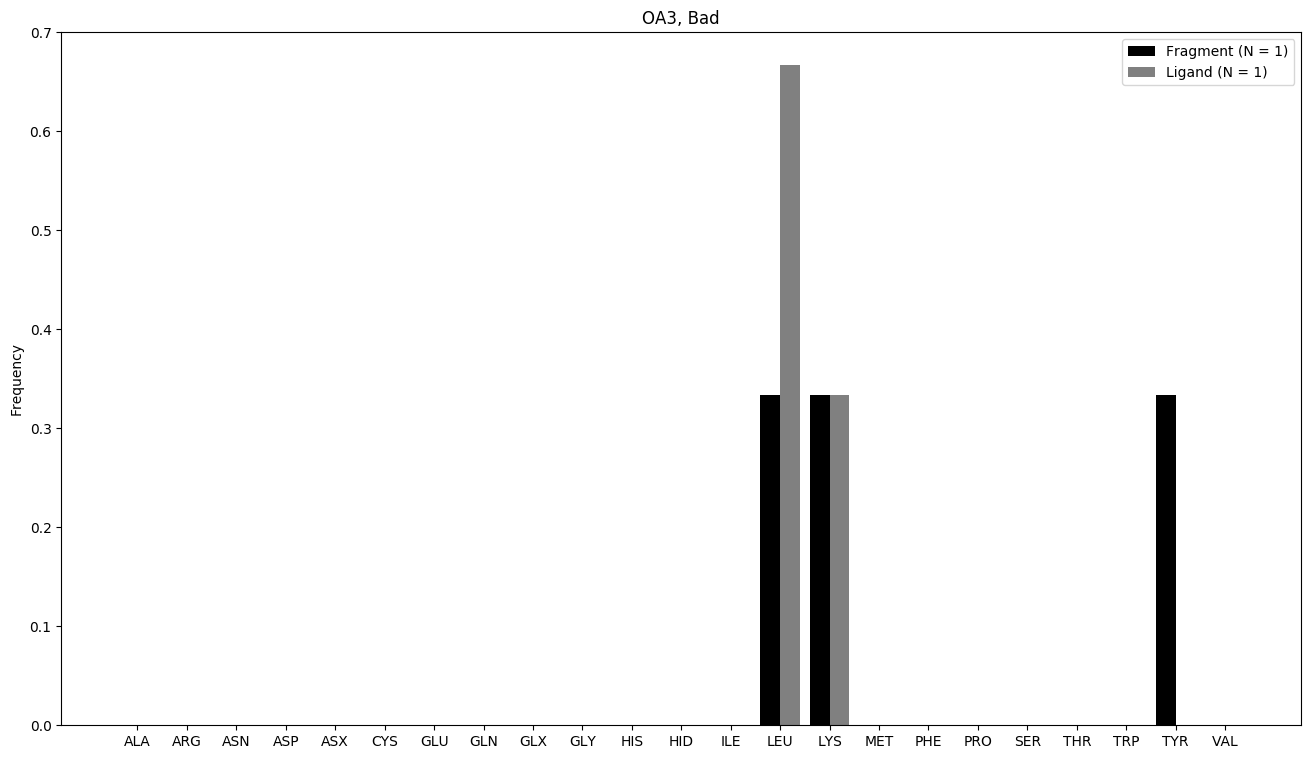 OA3, Bad
Fragment (N = 1)
Ligand (N = 1)
Frequency
0.7
0.6
0.5
0.4
0.3
0.2
0.1
0.0
ALA ARG ASN ASP ASX CYS GLU GLN GLX GLY HIS HID ILE LEU LYS MET PHE PRO SER THR TRP TYR VAL